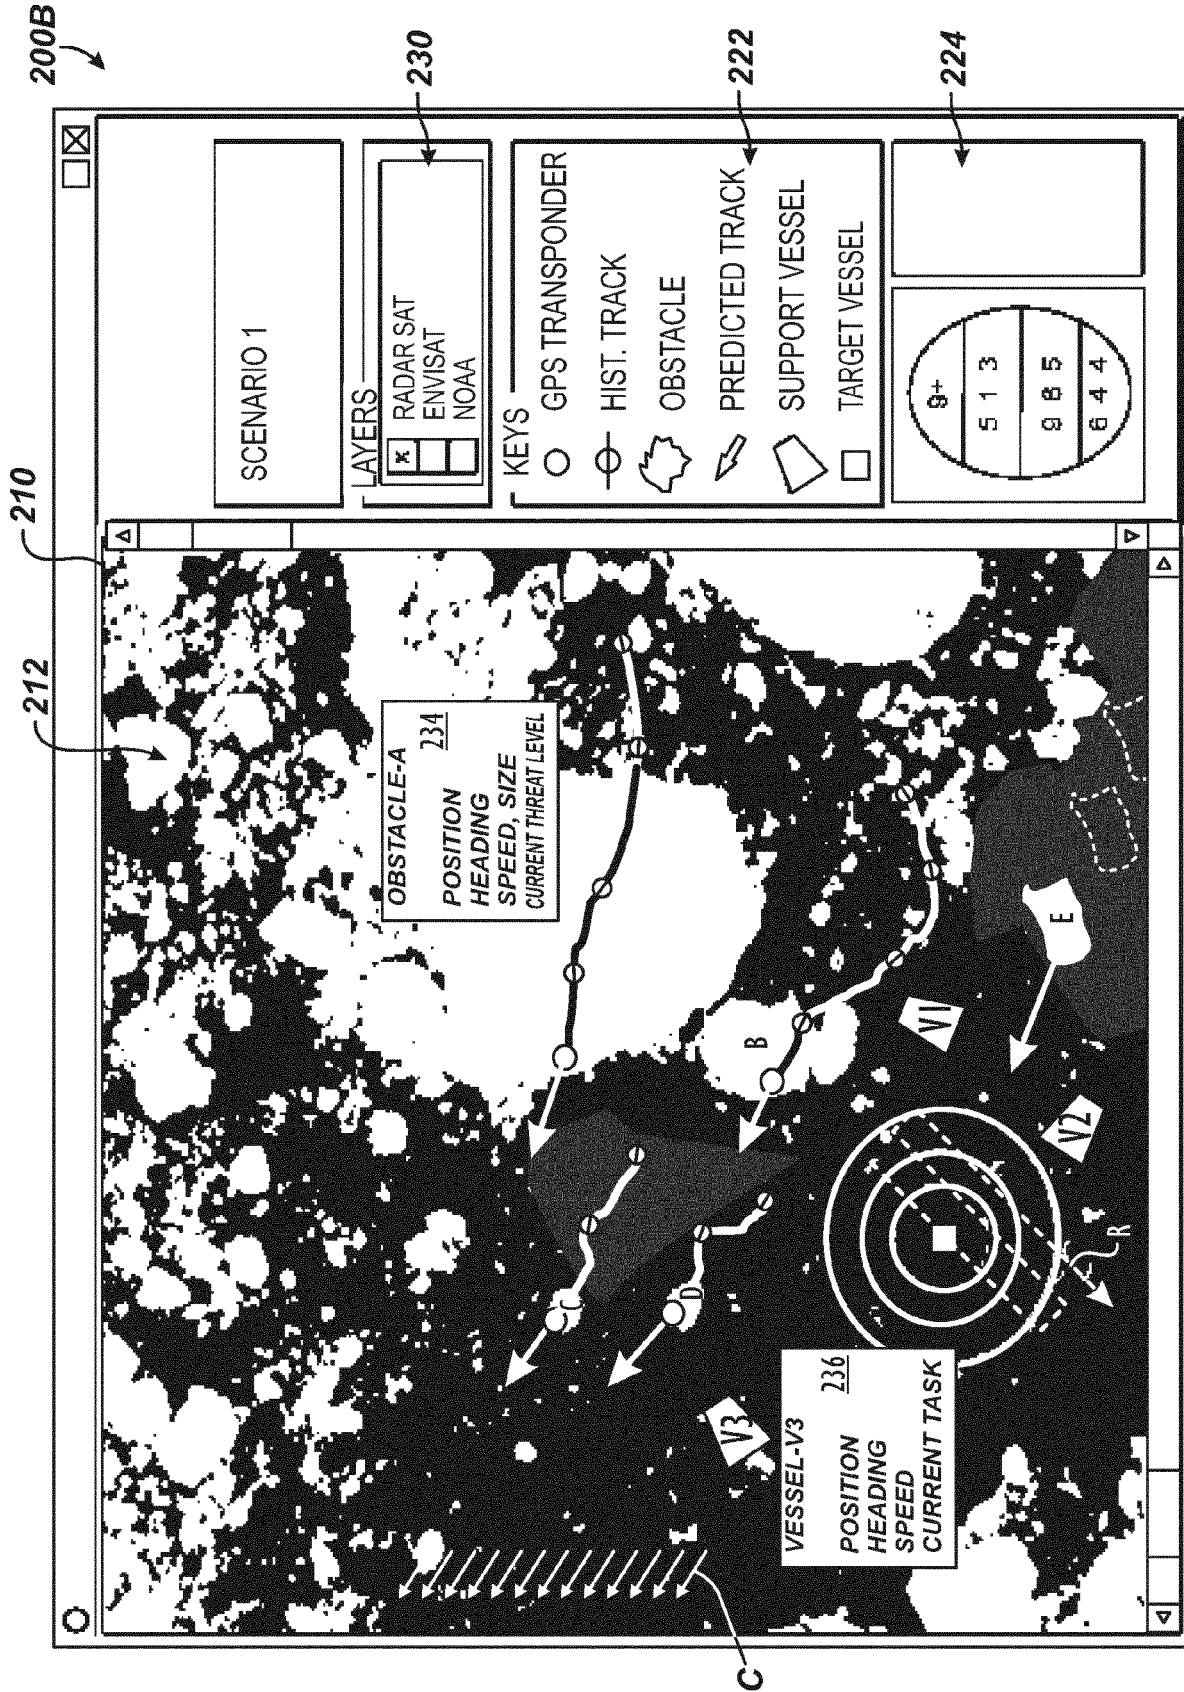 200B
210
212
230
222
224
SCENARIO 1
LAYERS
x RADAR SAT
ENVISAT
NOAA
KEYS
GPS TRANSPONDER
HIST. TRACK
OBSTACLE
PREDICTED TRACK
SUPPORT VESSEL
TARGET VESSEL
9+
5 1 3
9 8 5
6 4 4
OBSTACLE-A
234
POSITION
HEADING
SPEED, SIZE
CURRENT THREAT LEVEL
B
C
D
E
V1
V2
V3
R
VESSEL-V3
236
POSITION
HEADING
SPEED
CURRENT TASK
C